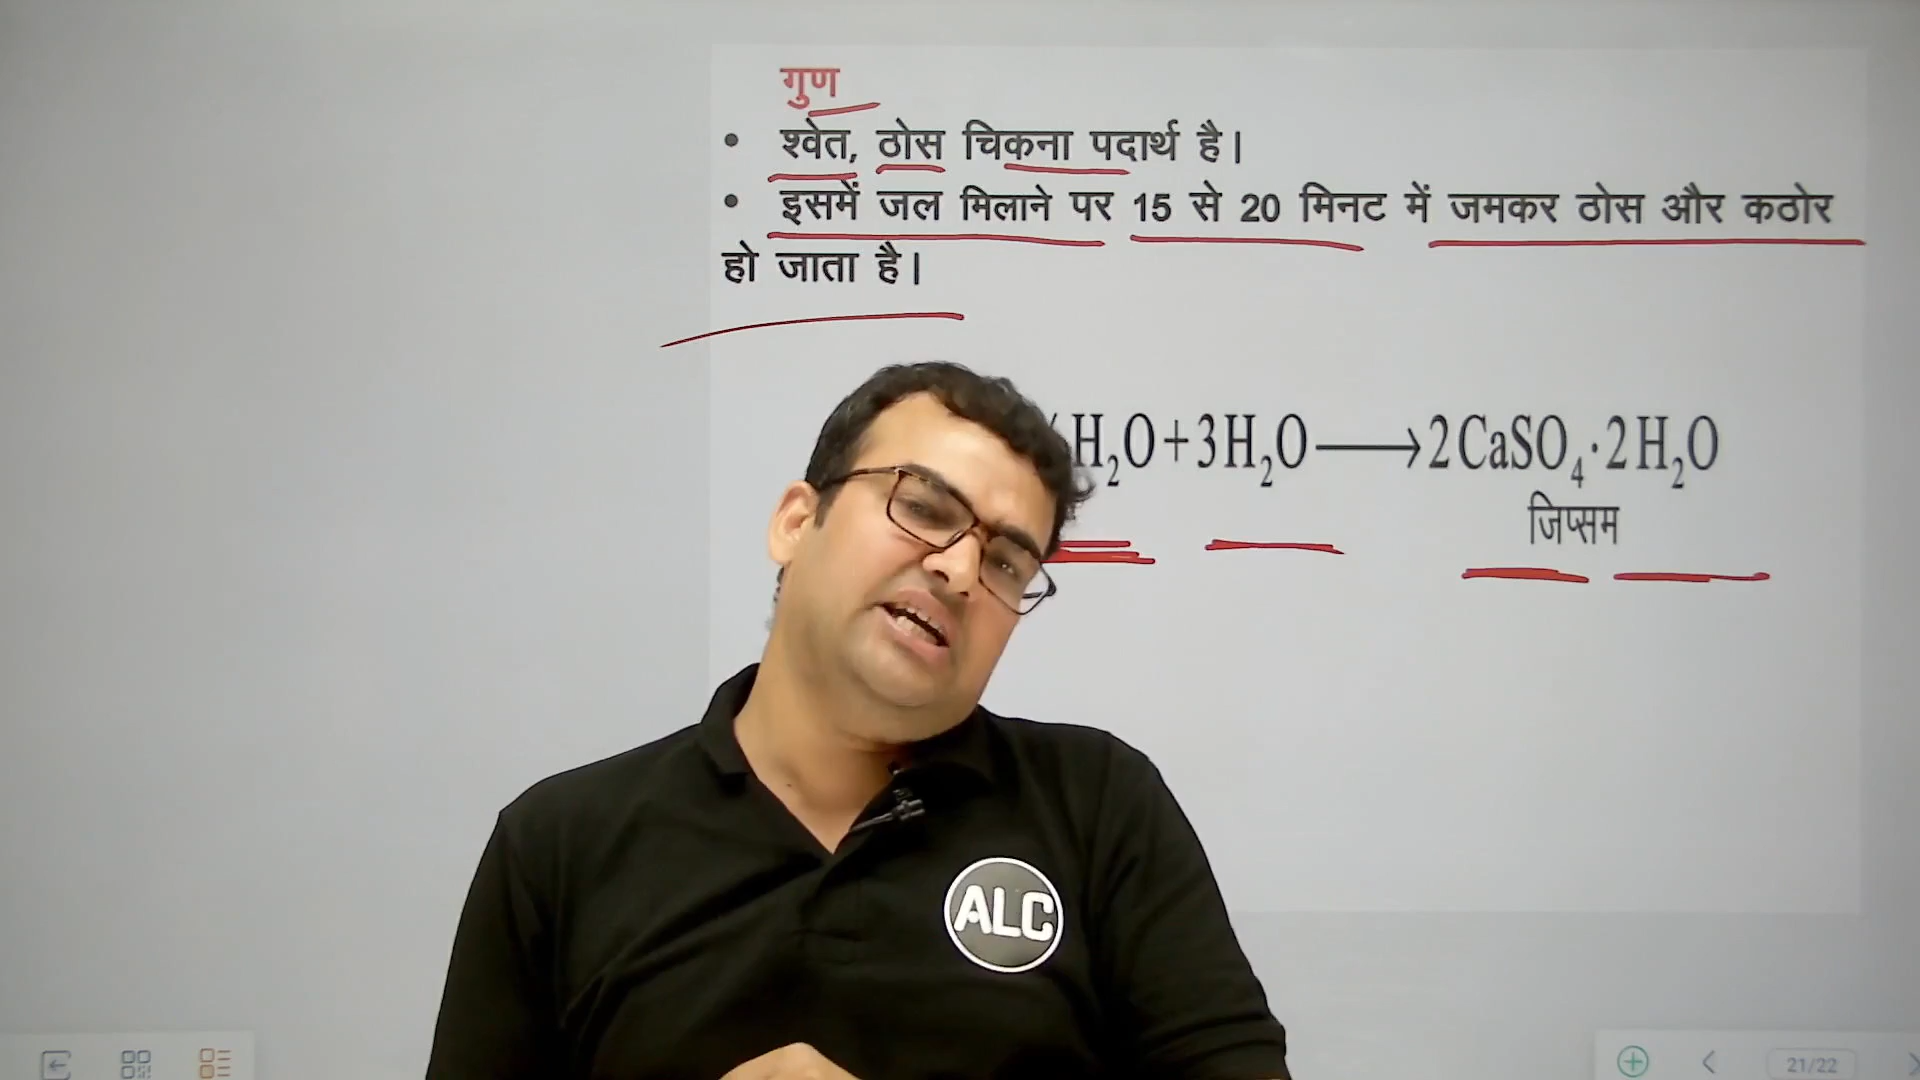 गुण
• श्वेत, ठोस चिकना पदार्थ है।
• इसमें जल मिलाने पर 15 से 20 मिनट में जमकर ठोस और कठोर
हो जाता है।
H₂O+3H₂O⟶2CaSO₄·2H₂O
जिप्सम
ALC
21/22